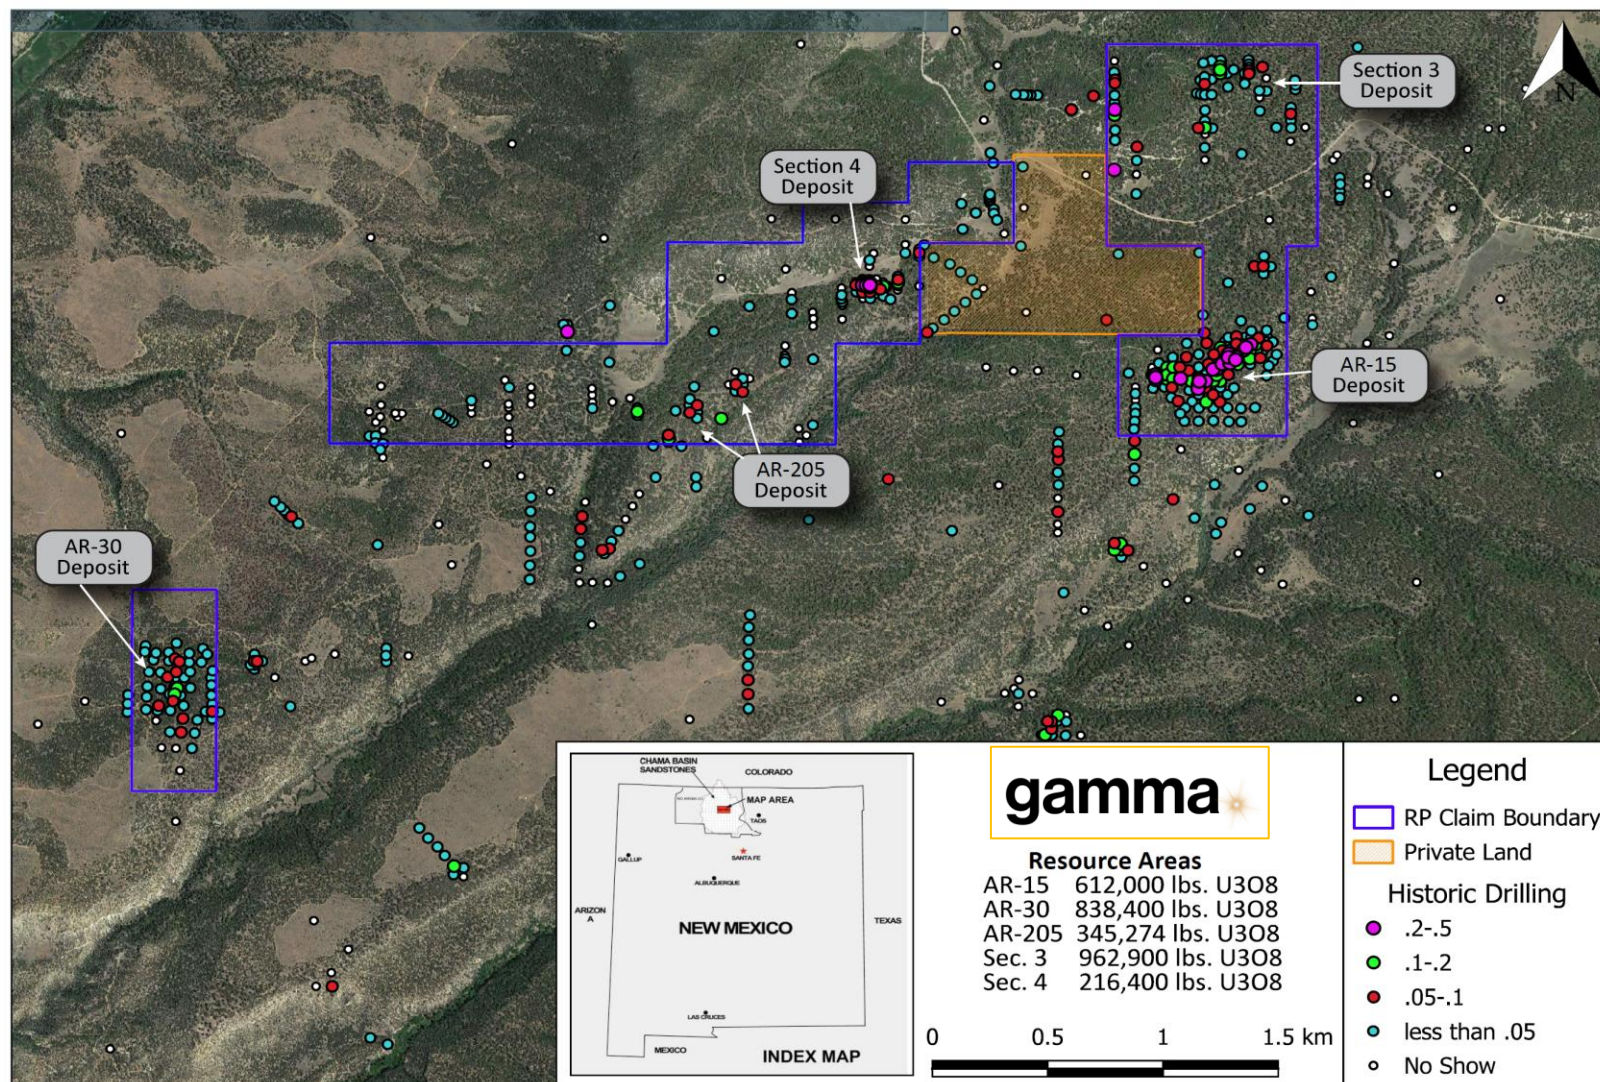 N
Section 3
Deposit
Section 4
Deposit
AR-15
Deposit
AR-205
Deposit
AR-30
Deposit
CHAMA BASIN
SANDSTONES
COLORADO
MAP AREA
TAOS
SANTA FE
GALLUP
ALBUQUERQUE
ARIZON
A
NEW MEXICO
TEXAS
LAS CRUCES
MEXICO
INDEX MAP
gamma
Resource Areas
AR-15 612,000 lbs. U3O8
AR-30 838,400 lbs. U3O8
AR-205 345,274 lbs. U3O8
Sec. 3 962,900 lbs. U3O8
Sec. 4 216,400 lbs. U3O8
0 0.5 1 1.5 km
Legend
RP Claim Boundary
Private Land
Historic Drilling
.2-.5
.1-.2
.05-.1
less than .05
No Show